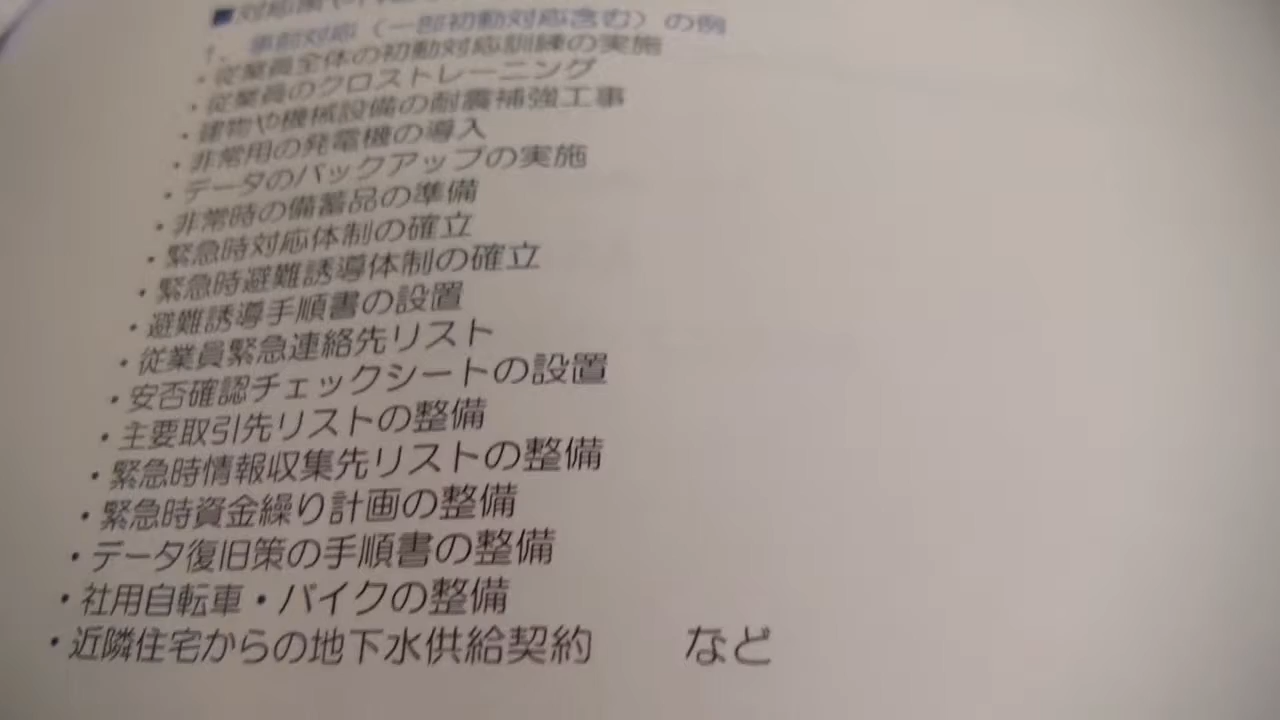 ■対応策
1. 事前対応（一部初動対応含む）の例
・従業員全体の初動対応訓練の実施
・従業員のクロストレーニング
・建物や機械設備の耐震補強工事
・非常用の発電機の導入
・データのバックアップの実施
・非常時の備蓄品の準備
・緊急時対応体制の確立
・緊急時避難誘導体制の確立
・避難誘導手順書の設置
・従業員緊急連絡先リスト
・安否確認チェックシートの設置
・主要取引先リストの整備
・緊急時情報収集先リストの整備
・緊急時資金繰り計画の整備
・データ復旧策の手順書の整備
・社用自転車・バイクの整備
・近隣住宅からの地下水供給契約　　など